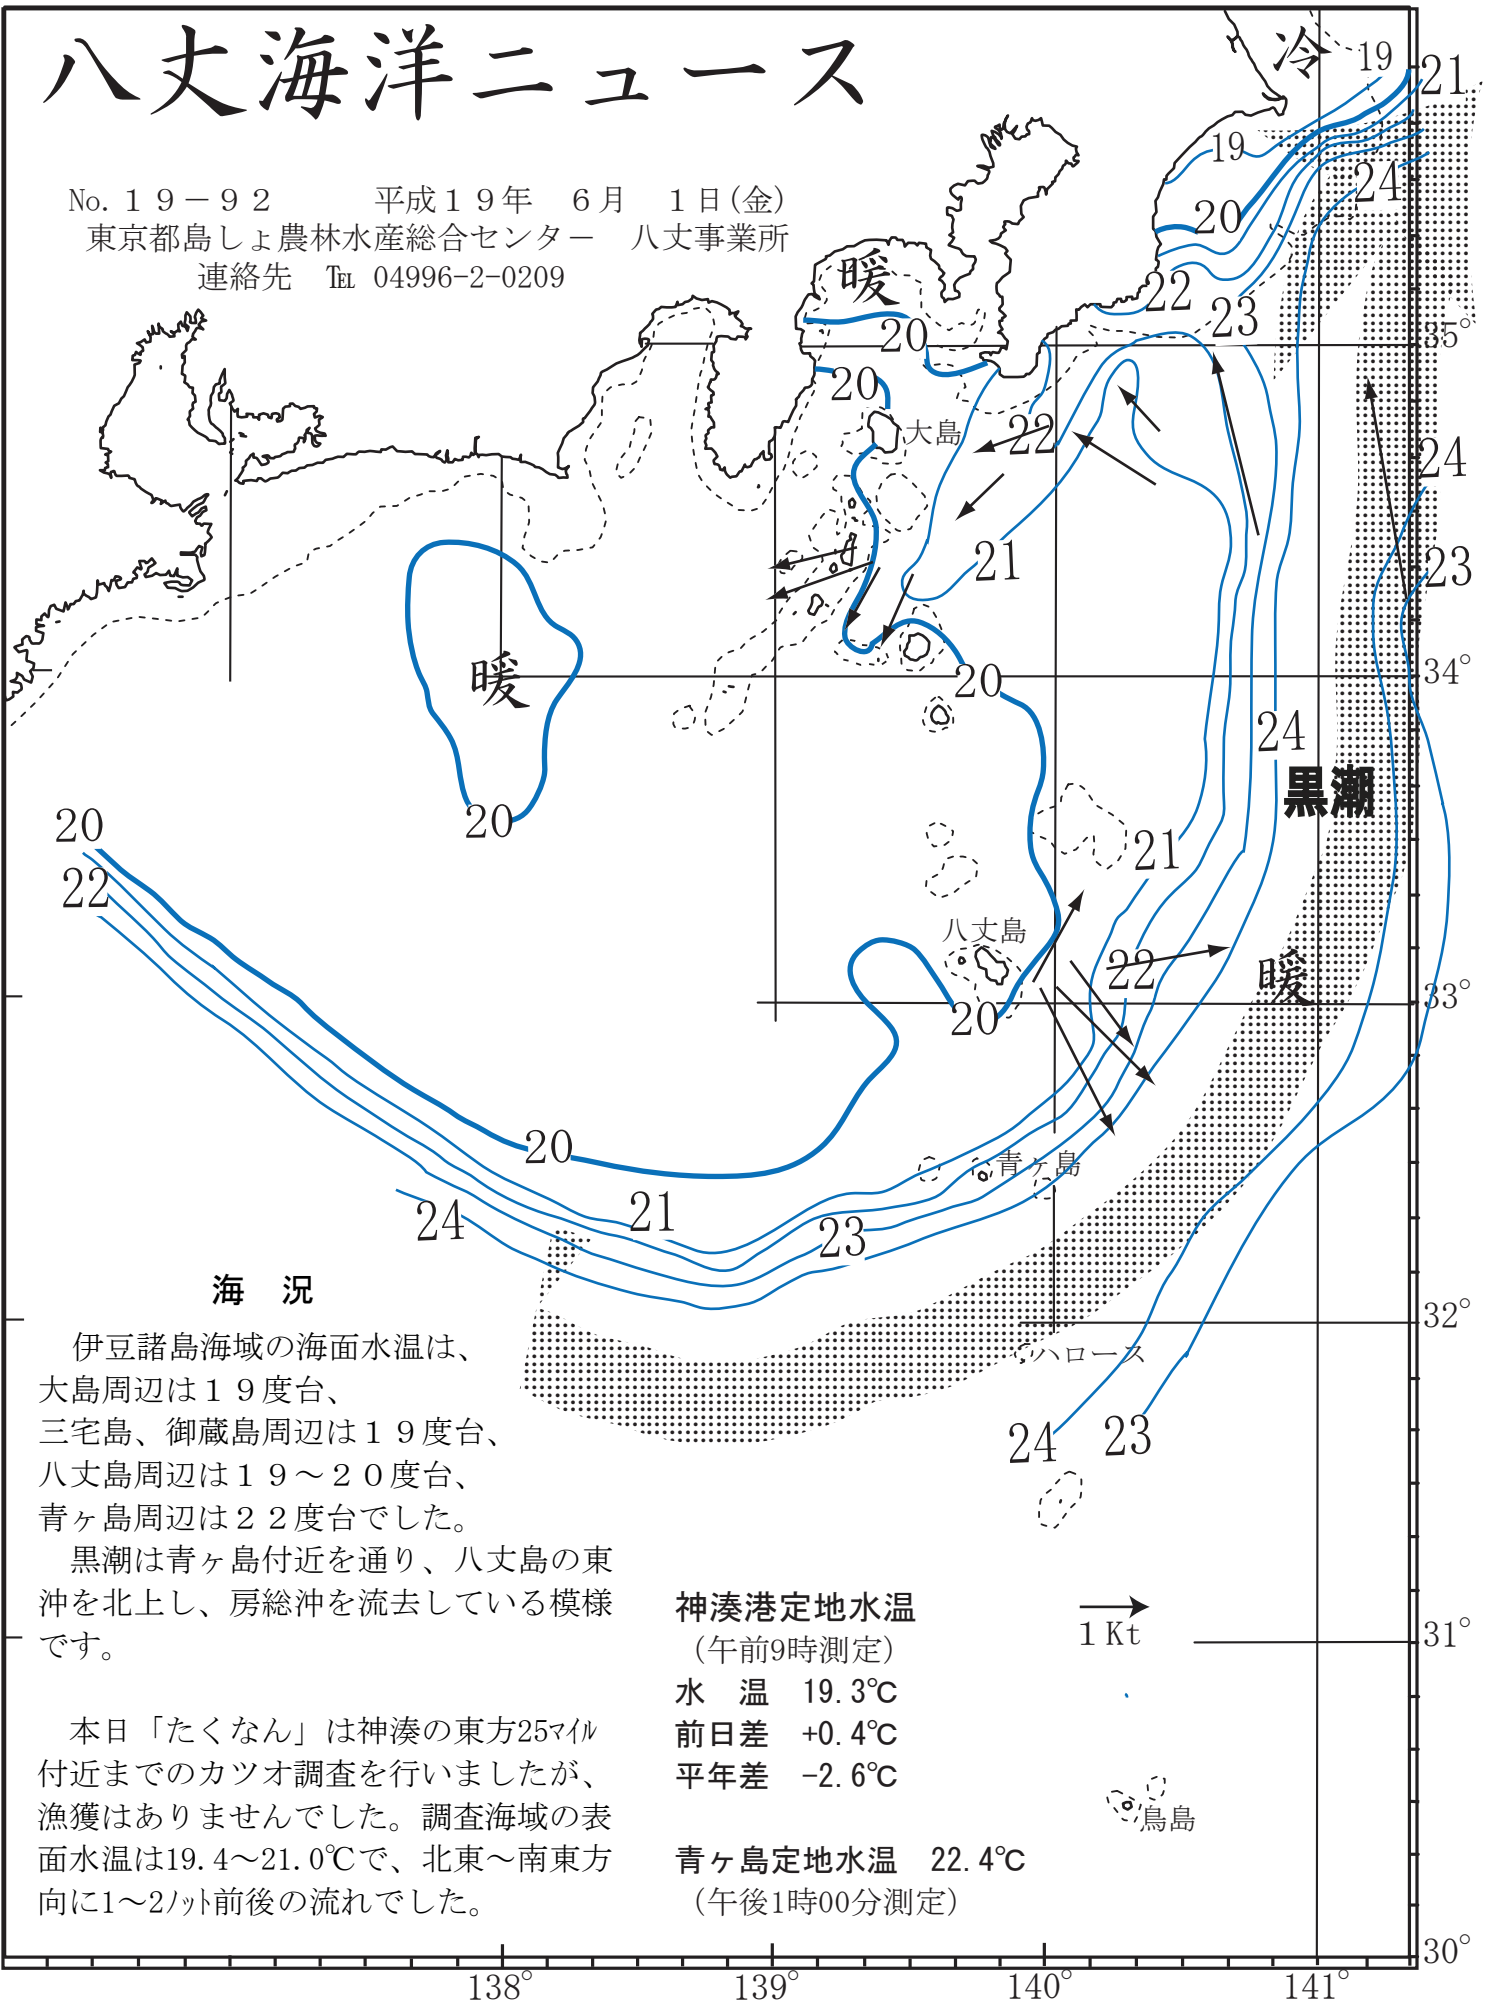 八丈海洋ニュース
No.１９－９２　　　平成１９年　６月　１日(金)
東京都島しょ農林水産総合センター　八丈事業所
連絡先　℡ 04996-2-0209
冷
19
21
19
24
20
暖
22
23
20
35°
20
大島
22
24
21
23
暖
20
34°
24
黒潮
20
20
21
22
八丈島
22
暖
20
33°
20
青ヶ島
24
21
23
32°
ハロース
24
23
海　況
伊豆諸島海域の海面水温は、
大島周辺は１９度台、
三宅島、御蔵島周辺は１９度台、
八丈島周辺は１９～２０度台、
青ヶ島周辺は２２度台でした。
黒潮は青ヶ島付近を通り、八丈島の東
沖を北上し、房総沖を流去している模様
です。
本日「たくなん」は神湊の東方25ﾏｲﾙ
付近までのカツオ調査を行いましたが、
漁獲はありませんでした。調査海域の表
面水温は19.4～21.0℃で、北東～南東方
向に1～2ﾉｯﾄ前後の流れでした。
神湊港定地水温
（午前9時測定）
水　温　19.3℃
前日差　+0.4℃
平年差　-2.6℃
青ヶ島定地水温　22.4℃
（午後1時00分測定）
1 Kt
31°
鳥島
30°
138°
139°
140°
141°